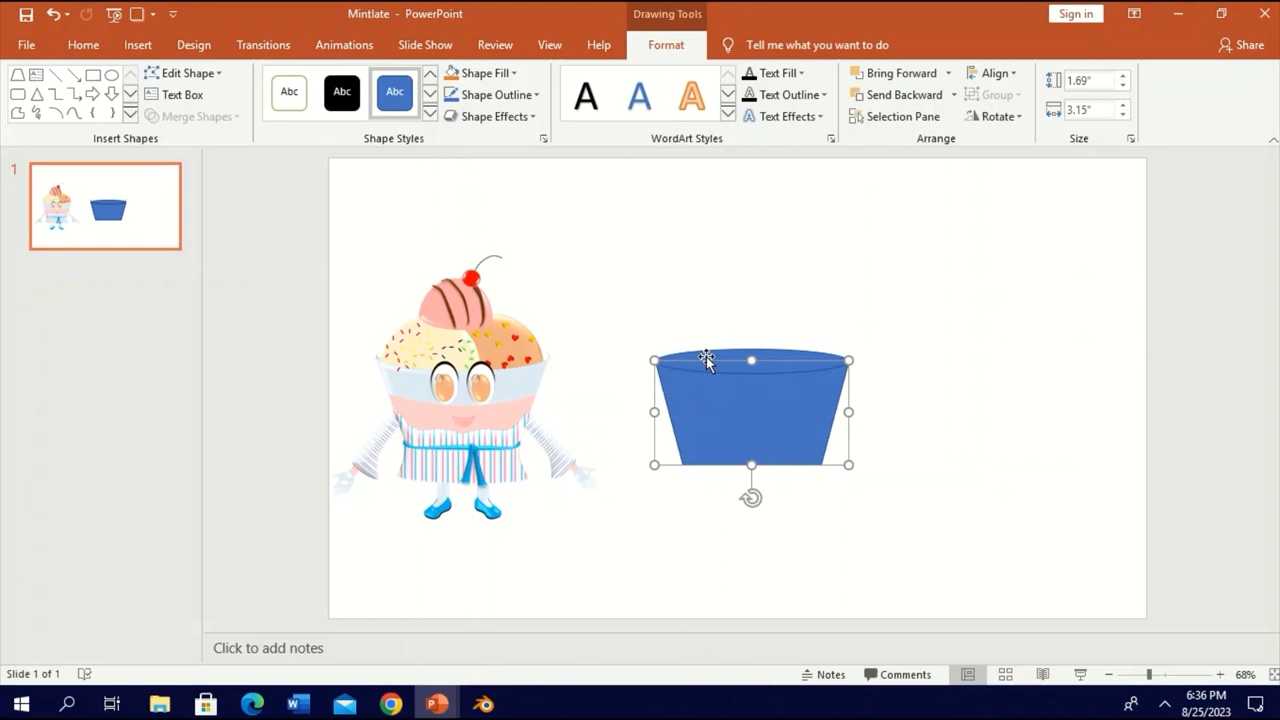 Mintlate - PowerPoint
Drawing Tools
Sign in
File Home Insert Design Transitions Animations Slide Show Review View Help Format Tell me what you want to do Share
Edit Shape
Text Box
Merge Shapes
Insert Shapes
Abc Abc Abc
Shape Fill
Shape Outline
Shape Effects
Shape Styles
A A A
Text Fill
Text Outline
Text Effects
WordArt Styles
Bring Forward
Send Backward
Selection Pane
Align
Group
Rotate
Arrange
1.69"
3.15"
Size
1
Click to add notes
Slide 1 of 1
Notes Comments 68%
6:36 PM
8/25/2023